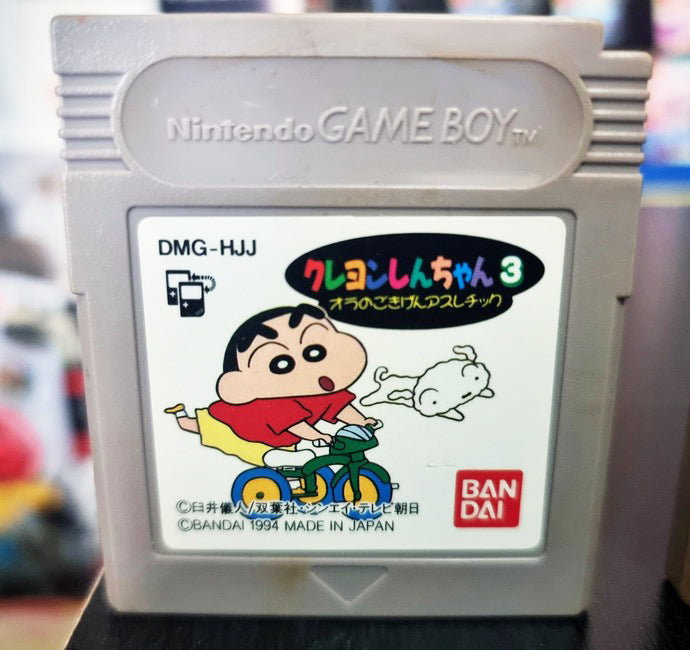 Nintendo GAME BOY TM
DMG-HJJ
クレヨンしんちゃん3
オラのごきげんアスレチック
©臼井儀人/双葉社・シンエイ・テレビ朝日
©BANDAI 1994 MADE IN JAPAN
BAN
DAI